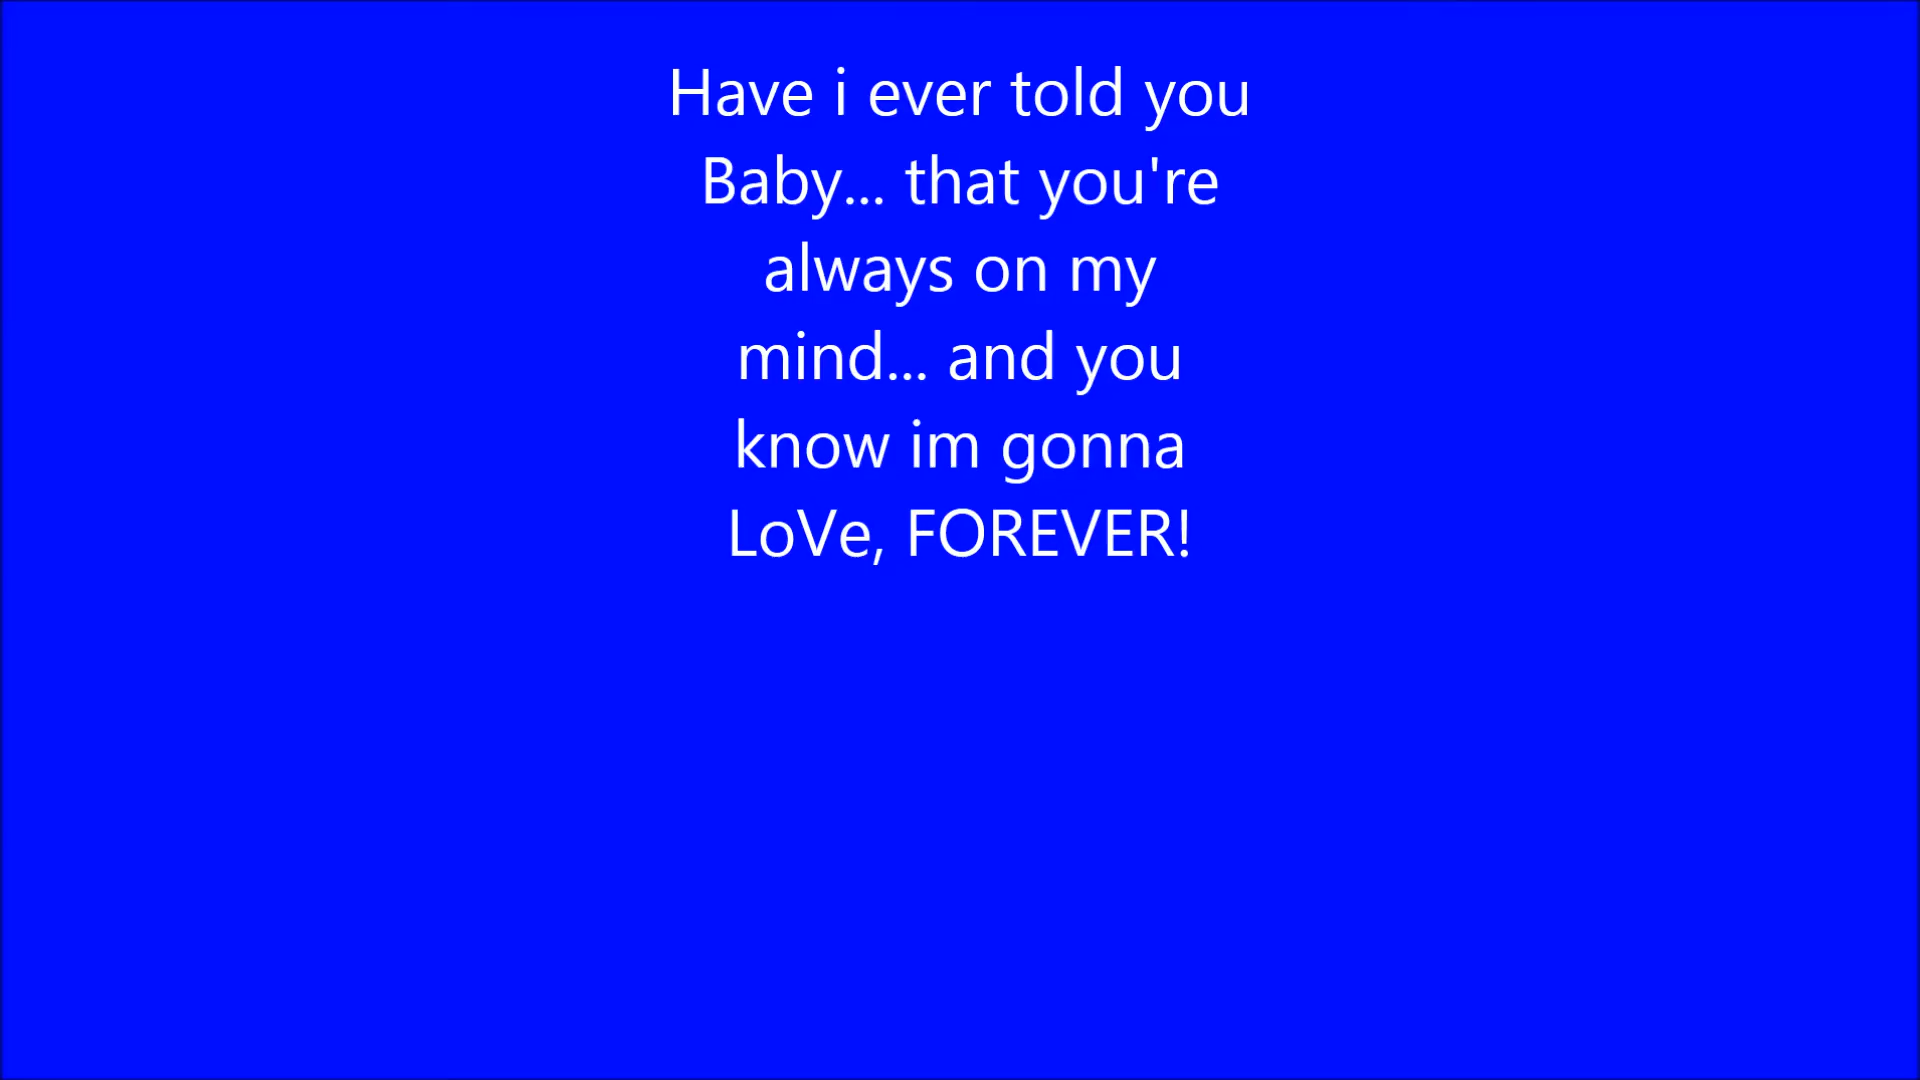 Have i ever told you
Baby... that you're
always on my
mind... and you
know im gonna
LoVe, FOREVER!